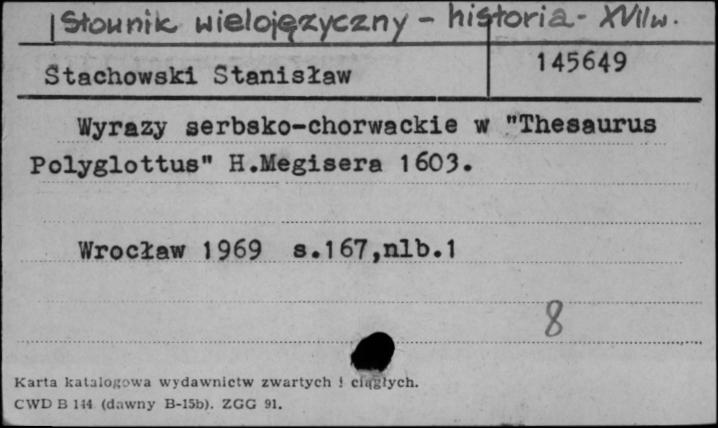 Słownik wielojęzyczny - historia - XVII w.
Stachowski Stanisław 145649
Wyrazy serbsko-chorwackie w "Thesaurus
Polyglottus" H.Megisera 1603.
Wrocław 1969 s.167,nlb.1
8
Karta katalogowa wydawnictw zwartych i ciągłych.
CWD B 144 (dawny B-15b). ZGG 91.